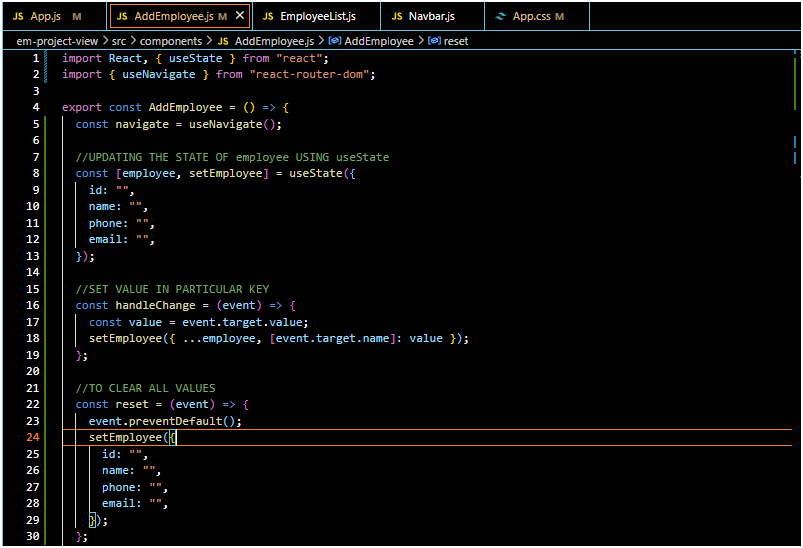 JS App.js M JS AddEmployee.js M JS EmployeeList.js JS Navbar.js App.css M
em-project-view > src > components > JS AddEmployee.js > AddEmployee > reset
1 import React, { useState } from "react";
2 import { useNavigate } from "react-router-dom";
3
4 export const AddEmployee = () => {
5 const navigate = useNavigate();
6
7 //UPDATING THE STATE OF employee USING useState
8 const [employee, setEmployee] = useState({
9 id: "",
10 name: "",
11 phone: "",
12 email: "",
13 });
14
15 //SET VALUE IN PARTICULAR KEY
16 const handleChange = (event) => {
17 const value = event.target.value;
18 setEmployee({ ...employee, [event.target.name]: value });
19 };
20
21 //TO CLEAR ALL VALUES
22 const reset = (event) => {
23 event.preventDefault();
24 setEmployee({
25 id: "",
26 name: "",
27 phone: "",
28 email: "",
29 });
30 };